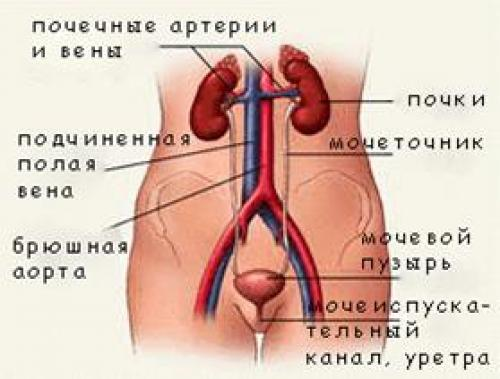 почечные артерии
и вены
почки
подчиненная
полая
вена
мочеточник
брюшная
аорта
мочевой
пузырь
мочеиспуска-
тельный
канал, уретра